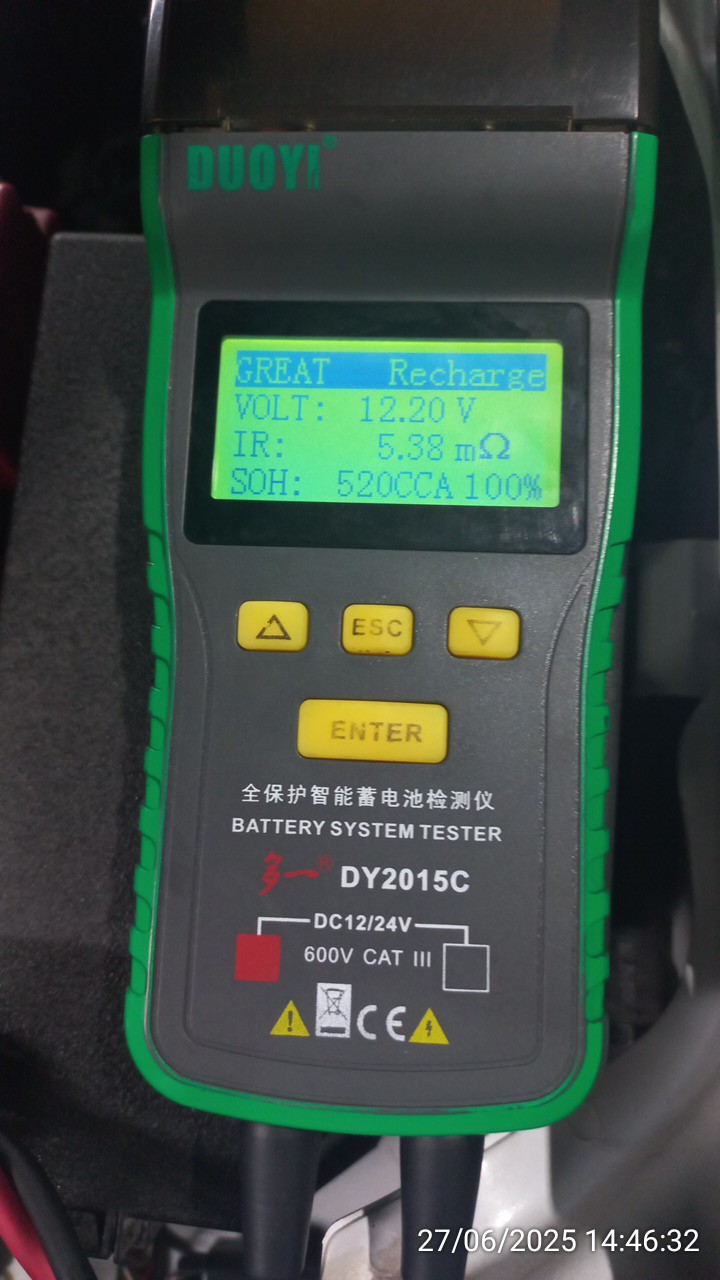 DUOYI®
GREAT Recharge
VOLT: 12.20 V
IR: 5.38 mΩ
SOH: 520CCA 100%
ESC
ENTER
全保护智能蓄电池检测仪
BATTERY SYSTEM TESTER
多一® DY2015C
DC12/24V
600V CAT III
CE
27/06/2025 14:46:32